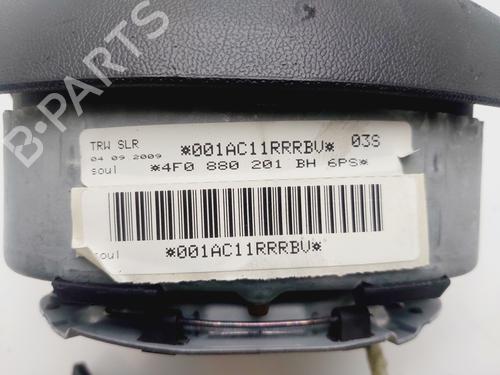 B-PARTS
TRW SLR *001AC11RRRBV* 03S
04 09 2009
soul *4F0 880 201 BH 6PS*
soul
*001AC11RRRBV*